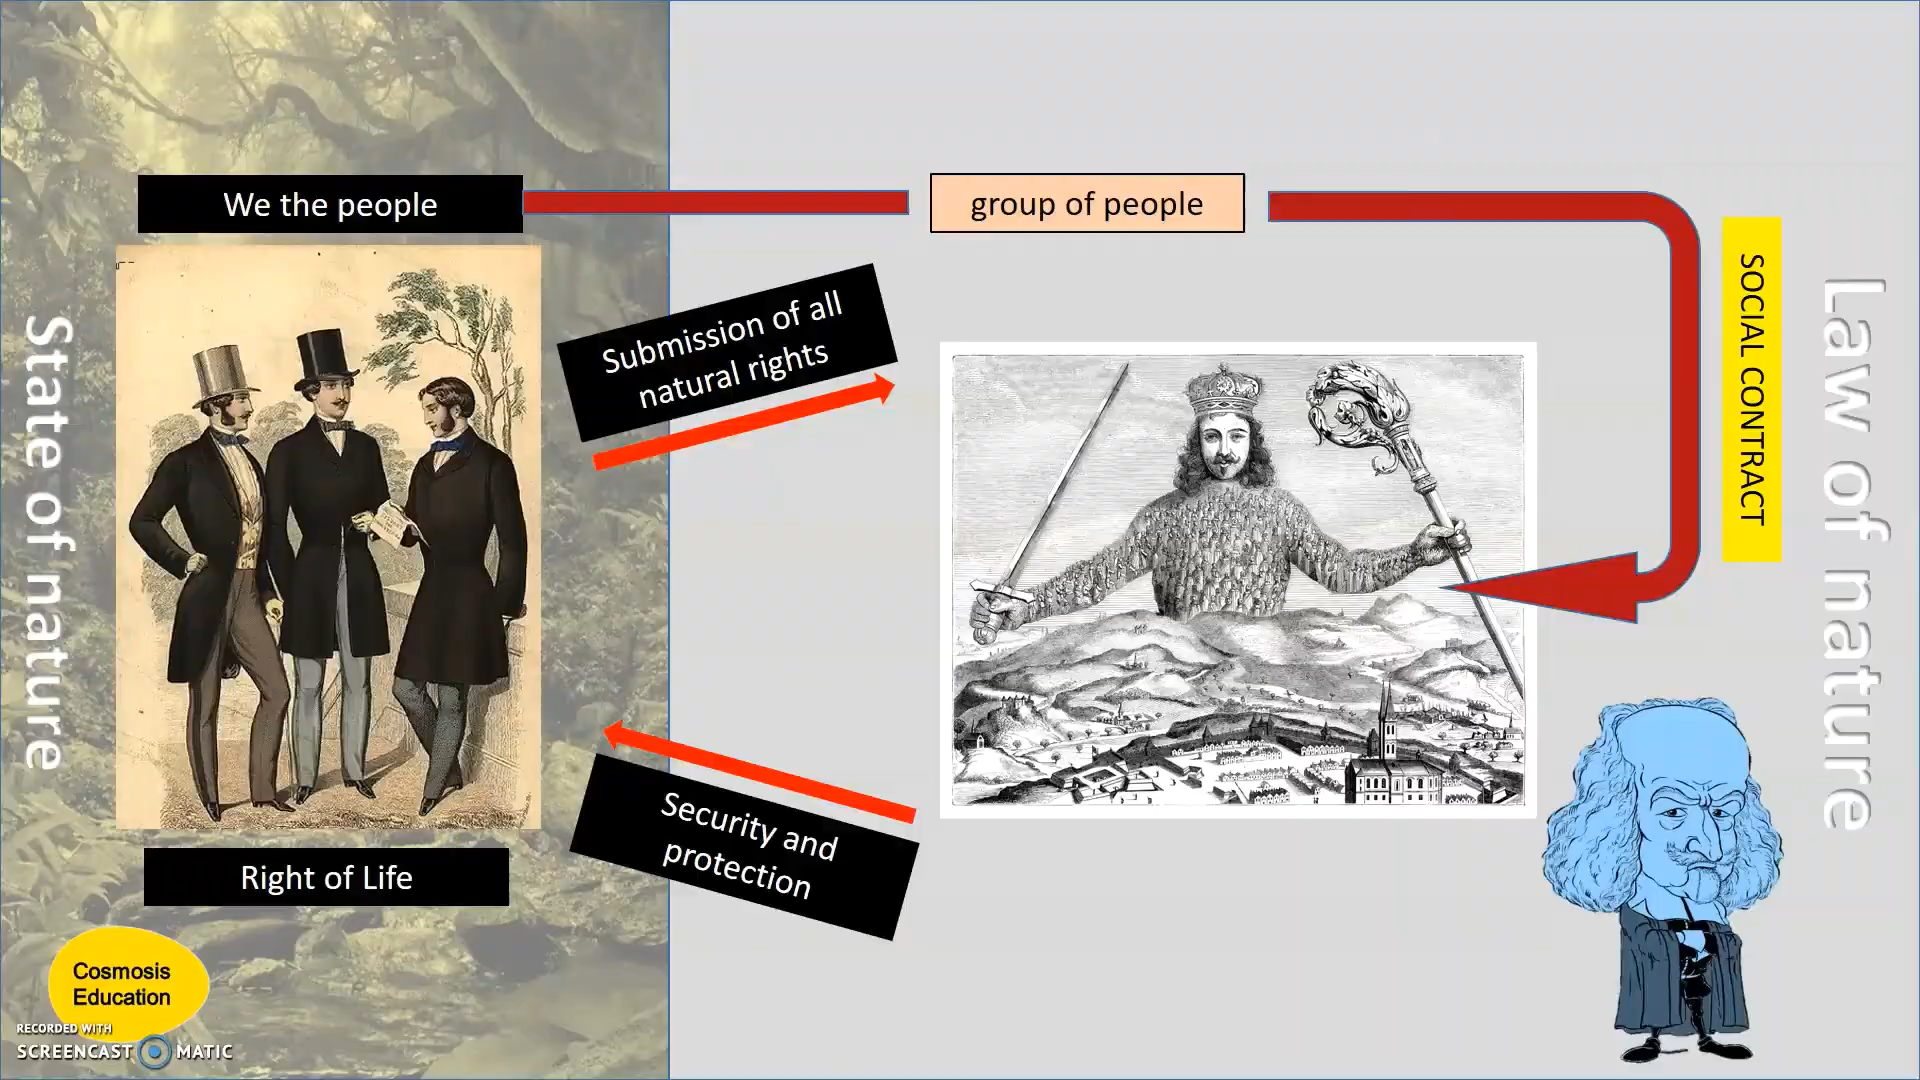 We the people
group of people
Submission of all
natural rights
SOCIAL CONTRACT
State of nature
Law of nature
Security and
protection
Right of Life
Cosmosis
Education
RECORDED WITH
SCREENCAST MATIC